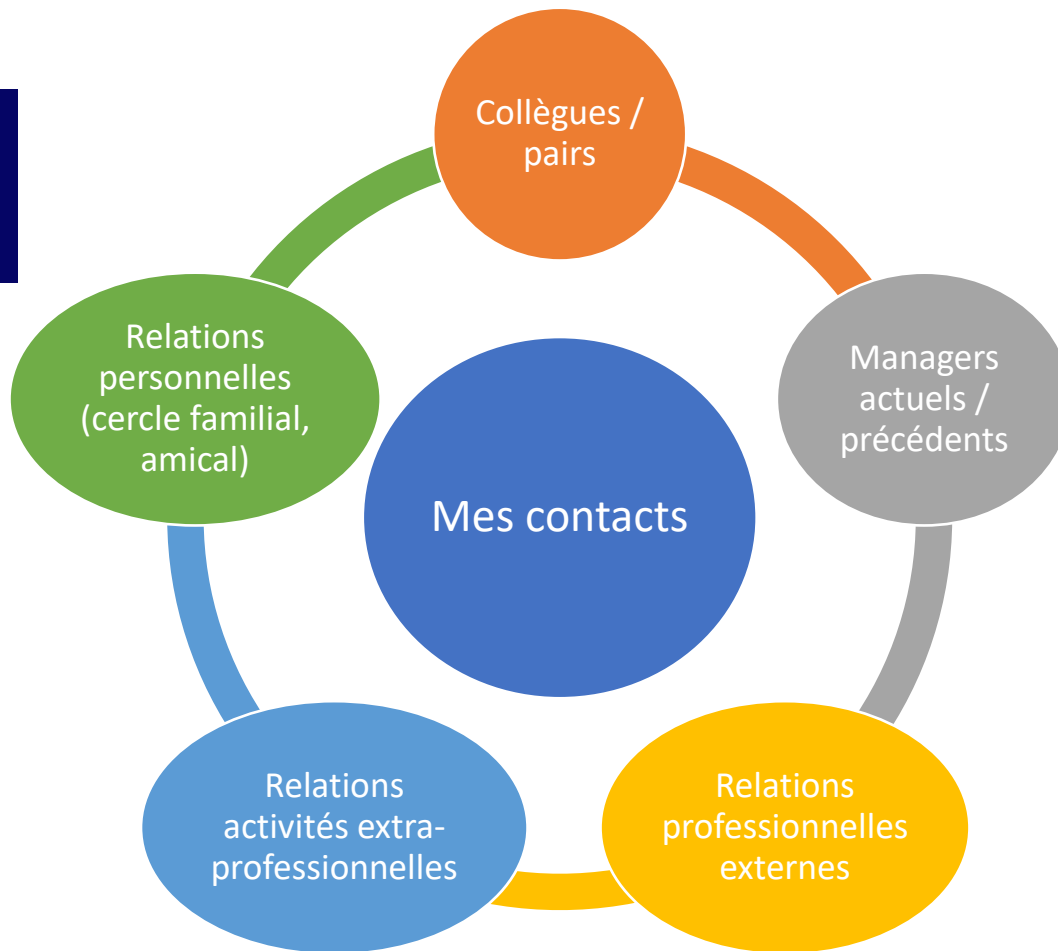 Collègues /
pairs
Managers
actuels /
précédents
Relations
professionnelles
externes
Relations
activités extra-
professionnelles
Relations
personnelles
(cercle familial,
amical)
Mes contacts